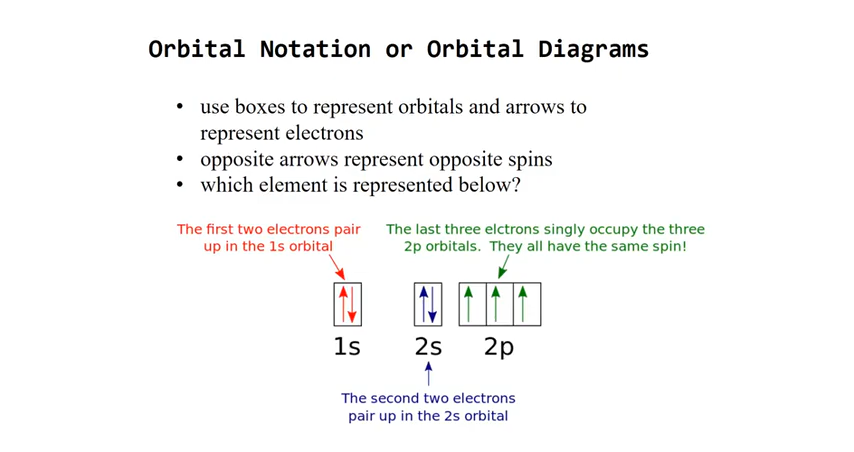 Orbital Notation or Orbital Diagrams
• use boxes to represent orbitals and arrows to
represent electrons
• opposite arrows represent opposite spins
• which element is represented below?
The first two electrons pair
up in the 1s orbital
The last three elctrons singly occupy the three
2p orbitals. They all have the same spin!
1s
2s
2p
The second two electrons
pair up in the 2s orbital